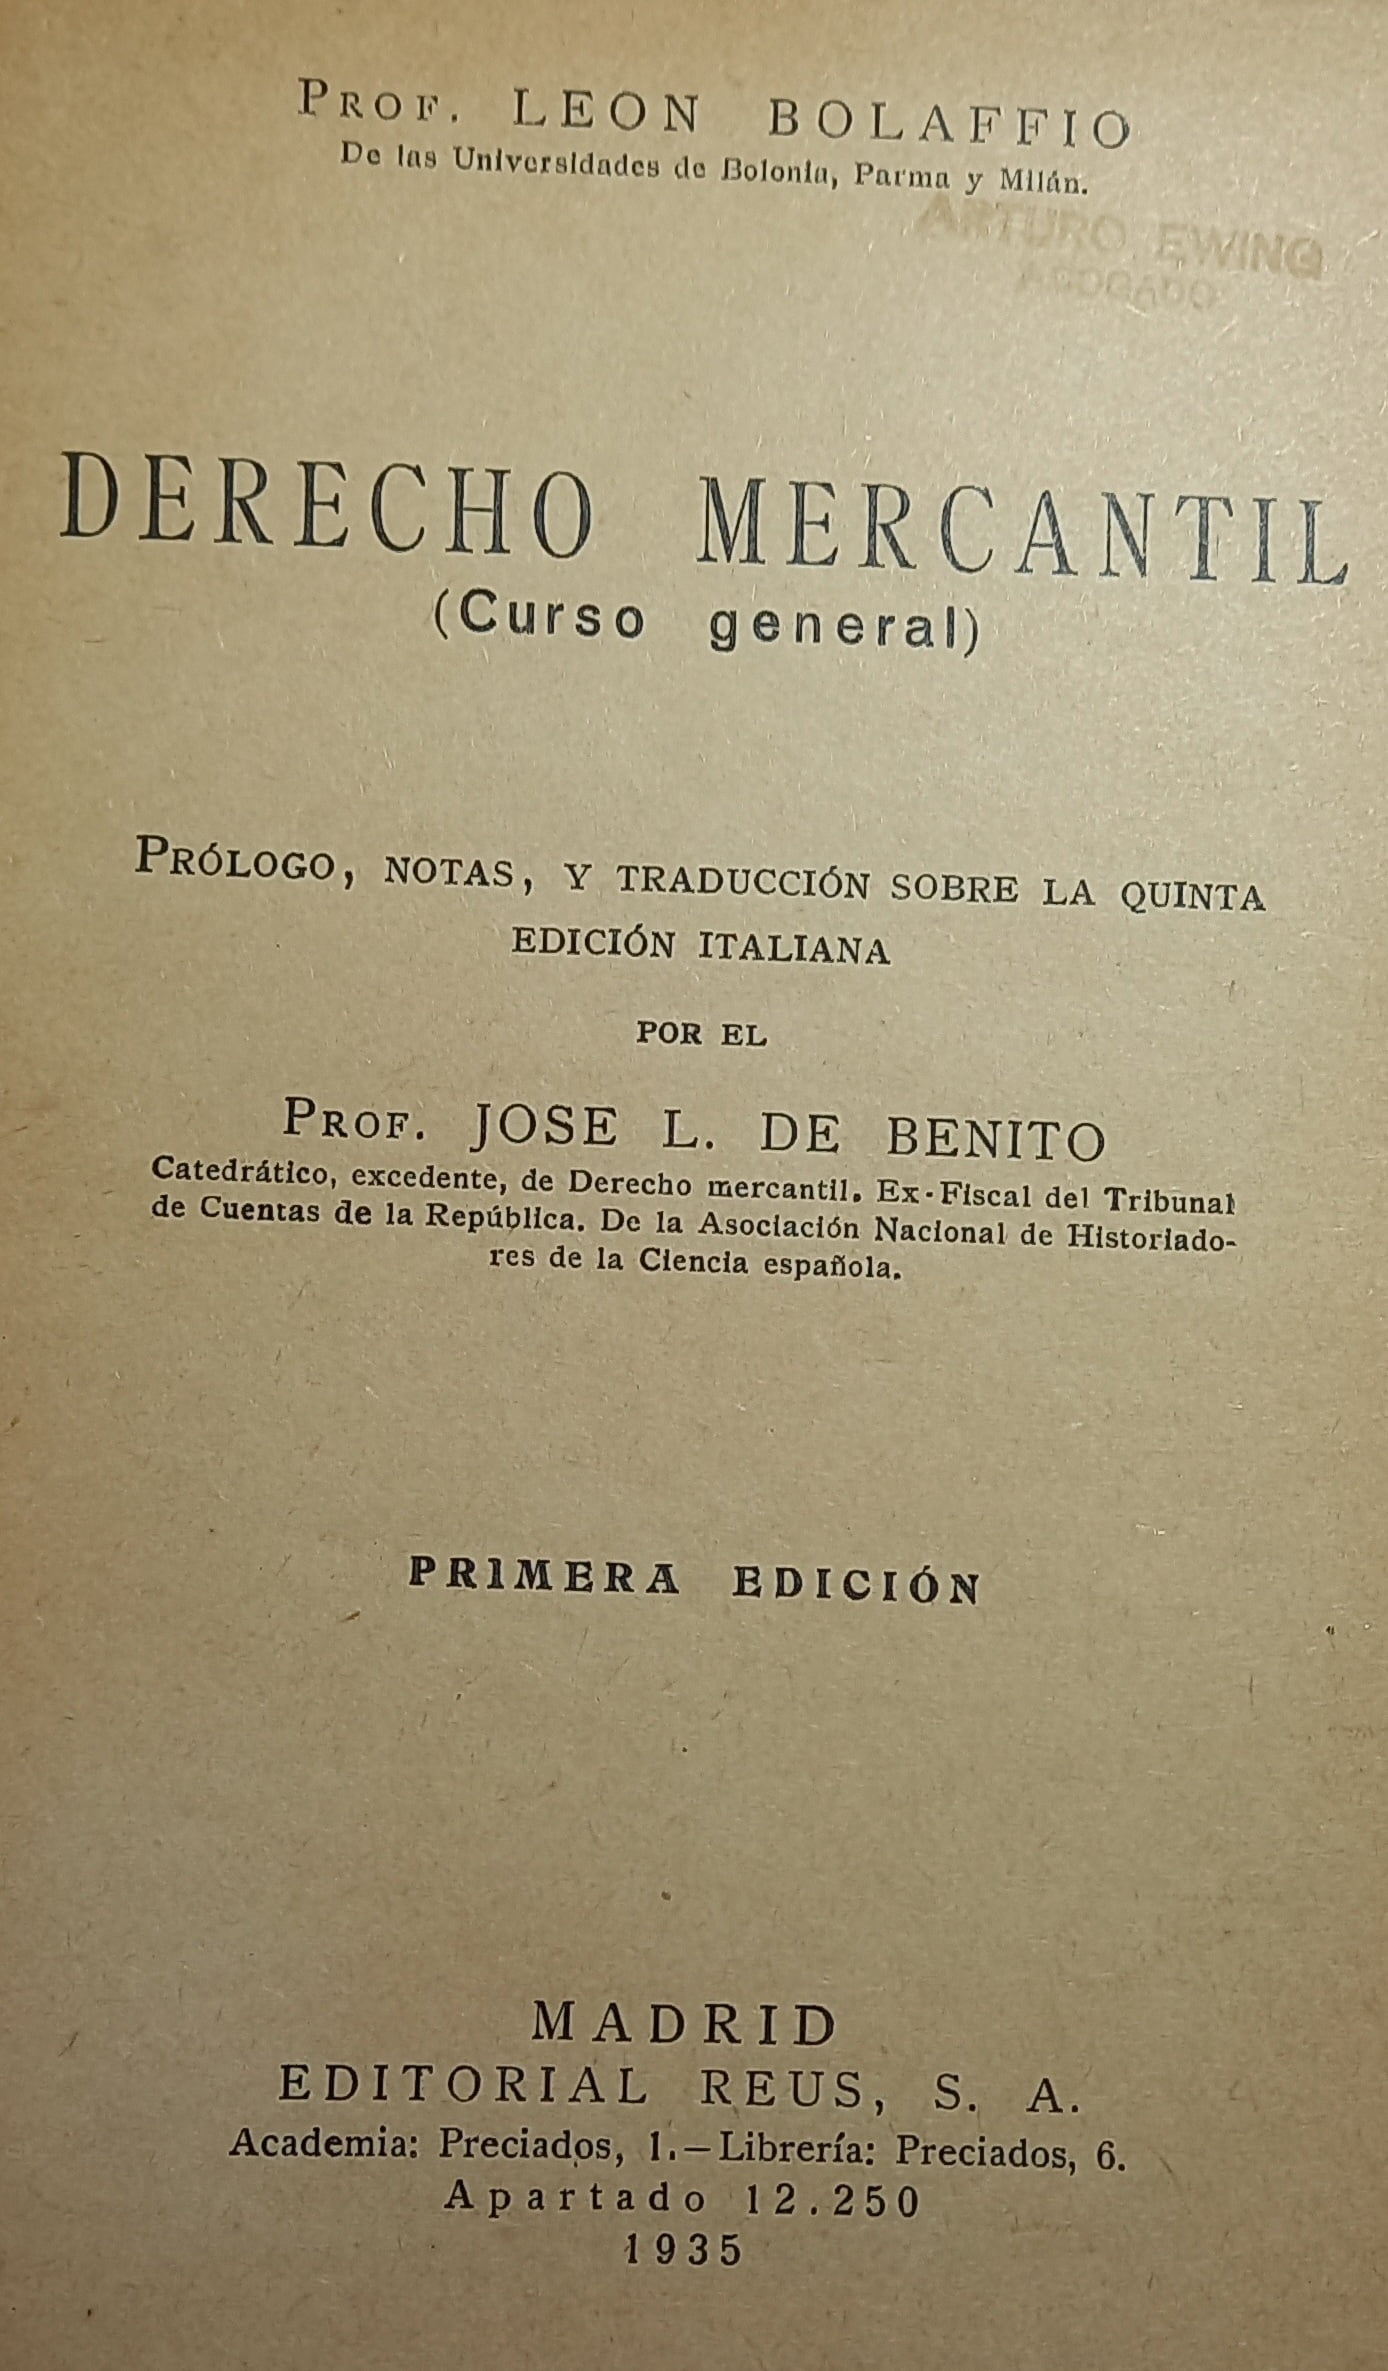 PROF. LEON BOLAFFIO
De las Universidades de Bolonia, Parma y Milán.
ARTURO EWING
ABOGADO
DERECHO MERCANTIL
(Curso general)
PRÓLOGO, NOTAS, Y TRADUCCIÓN SOBRE LA QUINTA
EDICIÓN ITALIANA
POR EL
PROF. JOSE L. DE BENITO
Catedrático, excedente, de Derecho mercantil. Ex-Fiscal del Tribunal
de Cuentas de la República. De la Asociación Nacional de Historiado-
res de la Ciencia española.
PRIMERA EDICIÓN
MADRID
EDITORIAL REUS, S. A.
Academia: Preciados, 1.—Librería: Preciados, 6.
Apartado 12.250
1935